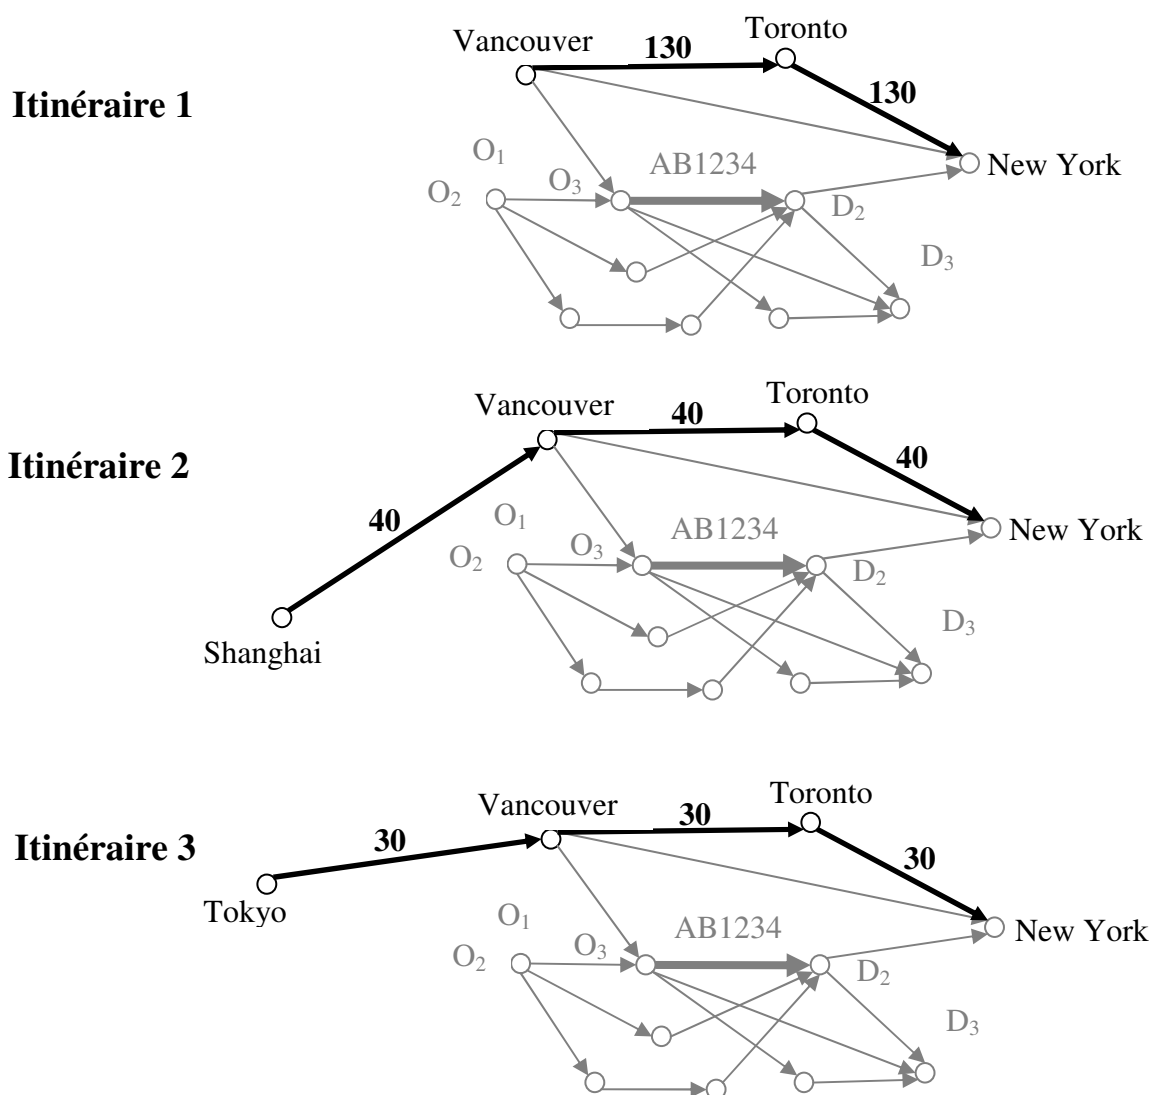 Toronto
Vancouver
130
Itinéraire 1
130
O1
AB1234
New York
O2
O3
D2
D3
Toronto
Vancouver
40
Itinéraire 2
40
40
O1
AB1234
New York
O2
O3
D2
D3
Shanghai
Toronto
Vancouver
30
Itinéraire 3
30
30
Tokyo
O1
AB1234
New York
O2
O3
D2
D3